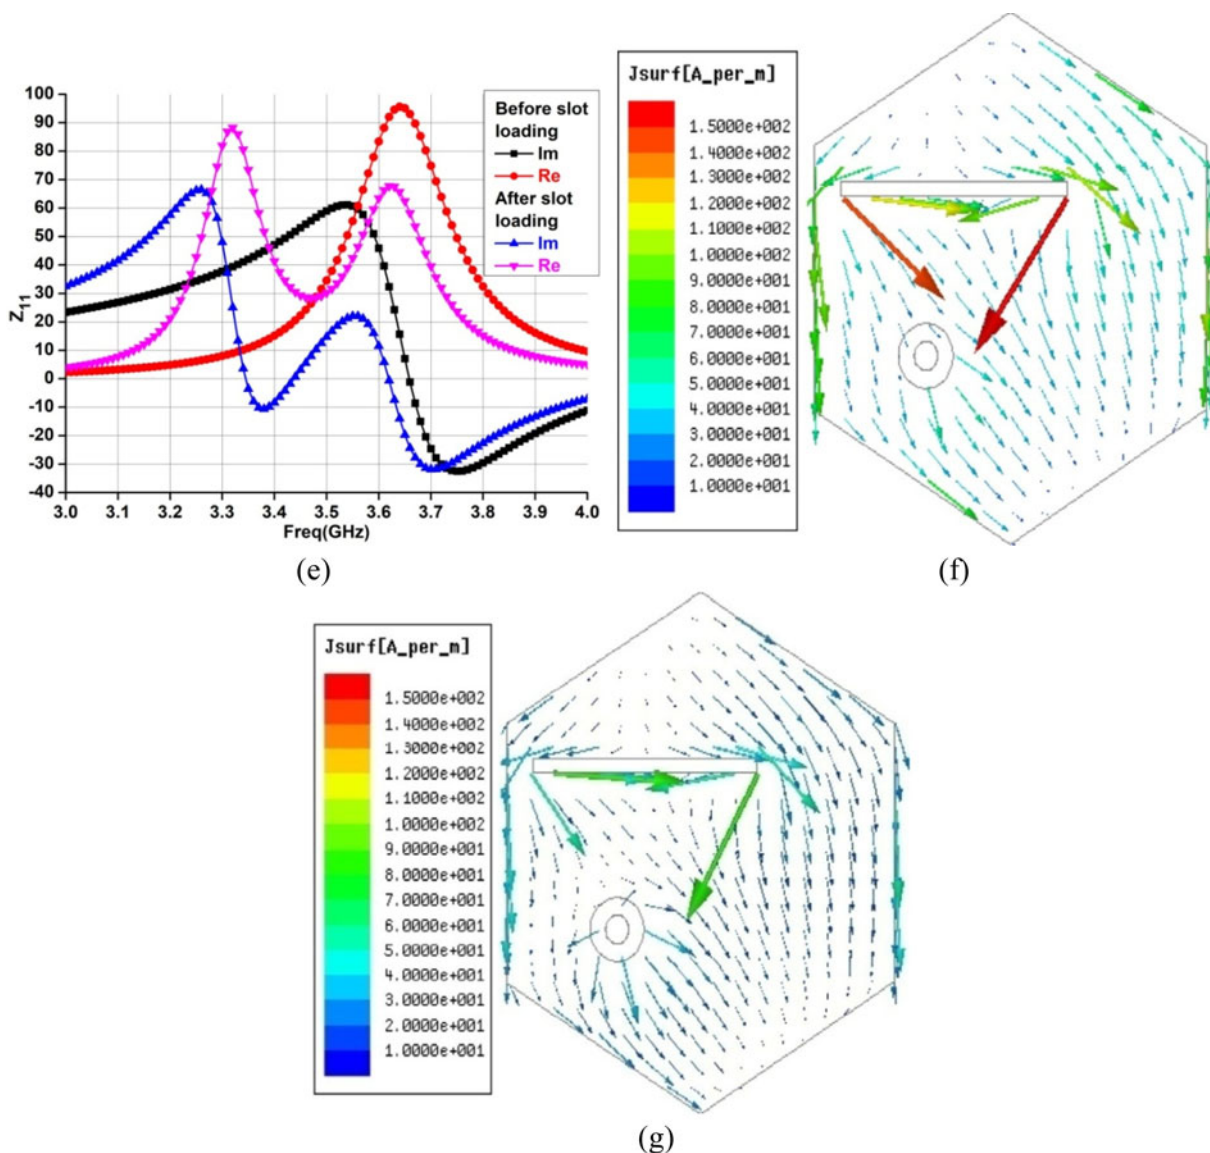 Z11
100
90
80
70
60
50
40
30
20
10
0
-10
-20
-30
-40
Before slot
loading
Im
Re
After slot
loading
Im
Re
3.0 3.1 3.2 3.3 3.4 3.5 3.6 3.7 3.8 3.9 4.0
Freq(GHz)
(e)
Jsurf[A_per_m]
1.5000e+002
1.4000e+002
1.3000e+002
1.2000e+002
1.1000e+002
1.0000e+002
9.0000e+001
8.0000e+001
7.0000e+001
6.0000e+001
5.0000e+001
4.0000e+001
3.0000e+001
2.0000e+001
1.0000e+001
(f)
Jsurf[A_per_m]
1.5000e+002
1.4000e+002
1.3000e+002
1.2000e+002
1.1000e+002
1.0000e+002
9.0000e+001
8.0000e+001
7.0000e+001
6.0000e+001
5.0000e+001
4.0000e+001
3.0000e+001
2.0000e+001
1.0000e+001
(g)